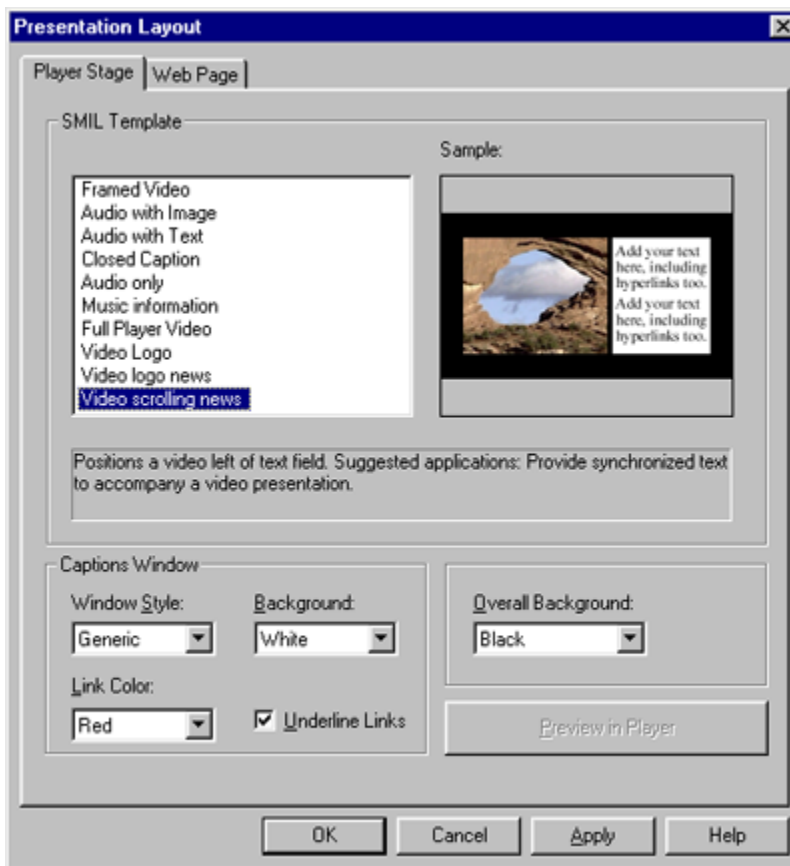 Presentation Layout
Player Stage
Web Page
SMIL Template
Sample:
Framed Video
Audio with Image
Audio with Text
Closed Caption
Audio only
Music information
Full Player Video
Video Logo
Video logo news
Video scrolling news
Add your text
here, including
hyperlinks too.
Add your text
here, including
hyperlinks too.
Positions a video left of text field. Suggested applications: Provide synchronized text
to accompany a video presentation.
Captions Window
Window Style:
Background:
Generic
White
Link Color:
Red
Underline Links
Overall Background:
Black
Preview in Player
OK
Cancel
Apply
Help